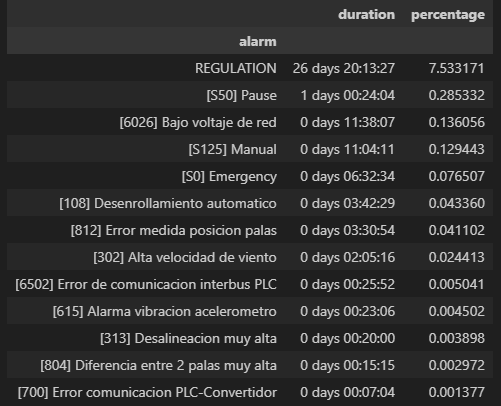 duration percentage
alarm
REGULATION 26 days 20:13:27 7.533171
[S50] Pause 1 days 00:24:04 0.285332
[6026] Bajo voltaje de red 0 days 11:38:07 0.136056
[S125] Manual 0 days 11:04:11 0.129443
[S0] Emergency 0 days 06:32:34 0.076507
[108] Desenrollamiento automatico 0 days 03:42:29 0.043360
[812] Error medida posicion palas 0 days 03:30:54 0.041102
[302] Alta velocidad de viento 0 days 02:05:16 0.024413
[6502] Error de comunicacion interbus PLC 0 days 00:25:52 0.005041
[615] Alarma vibracion acelerometro 0 days 00:23:06 0.004502
[313] Desalineacion muy alta 0 days 00:20:00 0.003898
[804] Diferencia entre 2 palas muy alta 0 days 00:15:15 0.002972
[700] Error comunicacion PLC-Convertidor 0 days 00:07:04 0.001377